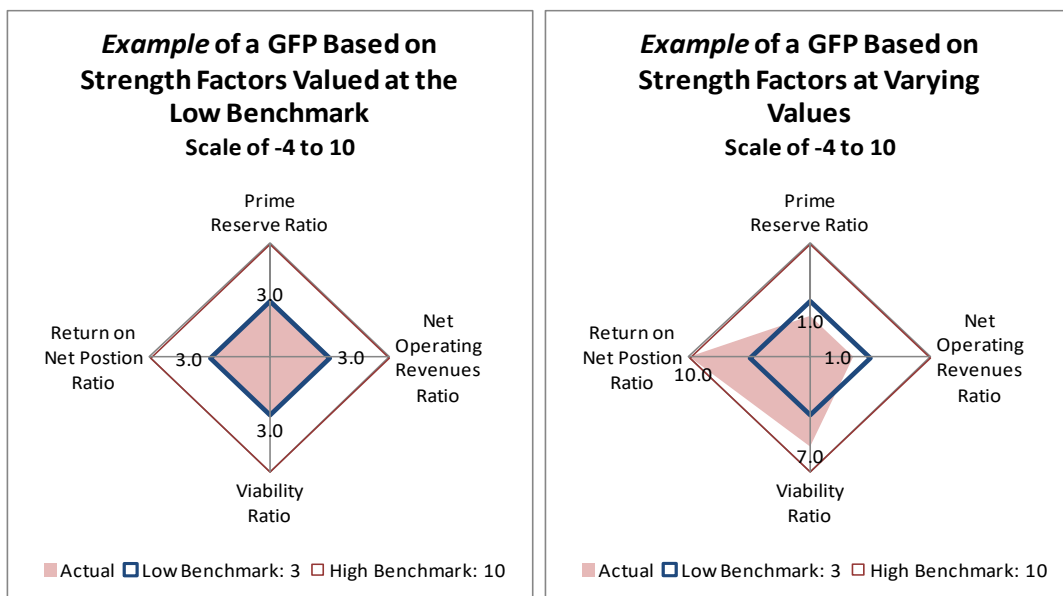 Example of a GFP Based on
Strength Factors Valued at the
Low Benchmark
Scale of -4 to 10
Prime
Reserve Ratio
3.0
Return on
Net Postion
Ratio
3.0
3.0
Net
Operating
Revenues
Ratio
3.0
Viability
Ratio
Actual Low Benchmark: 3 High Benchmark: 10
Example of a GFP Based on
Strength Factors at Varying
Values
Scale of -4 to 10
Prime
Reserve Ratio
1.0
Return on
Net Postion
Ratio
10.0
1.0
Net
Operating
Revenues
Ratio
7.0
Viability
Ratio
Actual Low Benchmark: 3 High Benchmark: 10